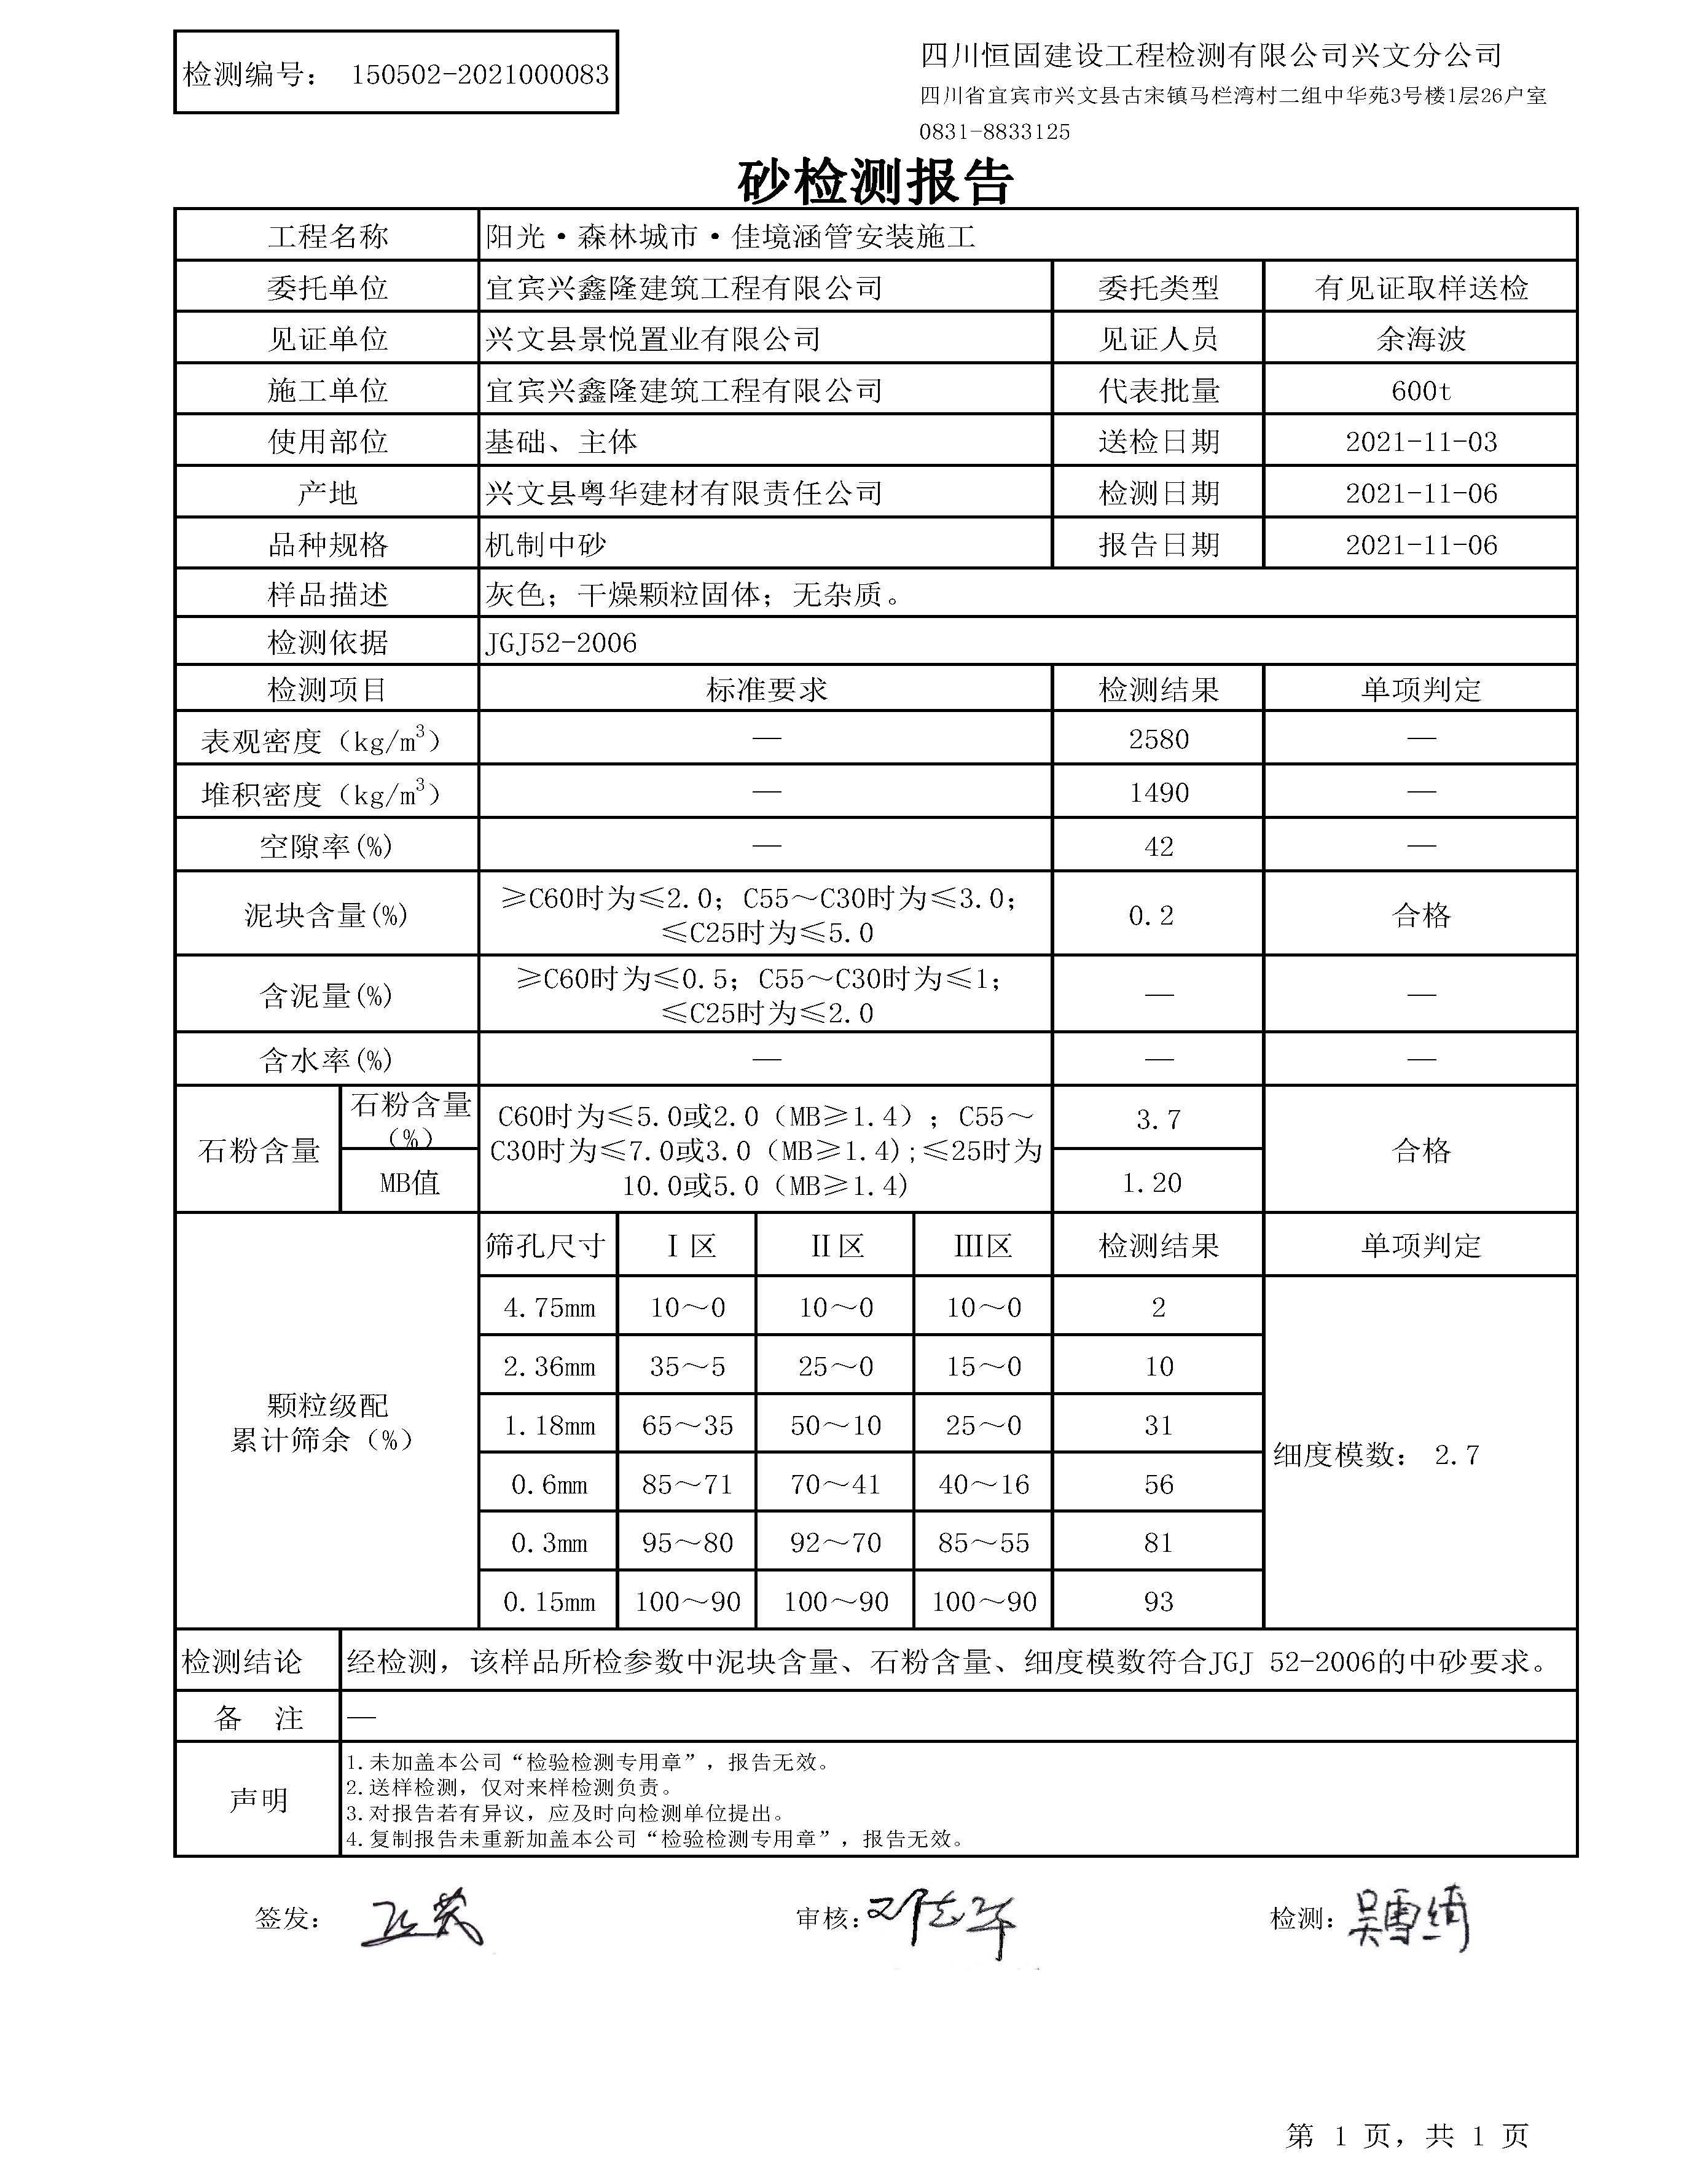 检测编号： 150502-2021000083
四川恒固建设工程检测有限公司兴文分公司
四川省宜宾市兴文县古宋镇马栏湾村二组中华苑3号楼1层26户室
0831-8833125
砂检测报告
工程名称 阳光·森林城市·佳境涵管安装施工
委托单位 宜宾兴鑫隆建筑工程有限公司 委托类型 有见证取样送检
见证单位 兴文县景悦置业有限公司 见证人员 余海波
施工单位 宜宾兴鑫隆建筑工程有限公司 代表批量 600t
使用部位 基础、主体 送检日期 2021-11-03
产地 兴文县粤华建材有限责任公司 检测日期 2021-11-06
品种规格 机制中砂 报告日期 2021-11-06
样品描述 灰色；干燥颗粒固体；无杂质。
检测依据 JGJ52-2006
检测项目 标准要求 检测结果 单项判定
表观密度（kg/m³） — 2580 —
堆积密度（kg/m³） — 1490 —
空隙率(%) — 42 —
泥块含量(%) ≥C60时为≤2.0；C55～C30时为≤3.0；
≤C25时为≤5.0 0.2 合格
含泥量(%) ≥C60时为≤0.5；C55～C30时为≤1；
≤C25时为≤2.0 — —
含水率(%) — — —
石粉含量 石粉含量
（%） C60时为≤5.0或2.0（MB≥1.4）；C55～
C30时为≤7.0或3.0（MB≥1.4);≤25时为
10.0或5.0（MB≥1.4) 3.7 合格
MB值 1.20
颗粒级配
累计筛余（%）
筛孔尺寸 Ⅰ区 Ⅱ区 Ⅲ区 检测结果 单项判定
4.75mm 10～0 10～0 10～0 2
2.36mm 35～5 25～0 15～0 10
1.18mm 65～35 50～10 25～0 31
细度模数： 2.7
0.6mm 85～71 70～41 40～16 56
0.3mm 95～80 92～70 85～55 81
0.15mm 100～90 100～90 100～90 93
检测结论 经检测，该样品所检参数中泥块含量、石粉含量、细度模数符合JGJ 52-2006的中砂要求。
备 注 —
声明
1.未加盖本公司“检验检测专用章”，报告无效。
2.送样检测，仅对来样检测负责。
3.对报告若有异议，应及时向检测单位提出。
4.复制报告未重新加盖本公司“检验检测专用章”，报告无效。
签发： 审核： 检测：吴雪绮
第 1 页，共 1 页